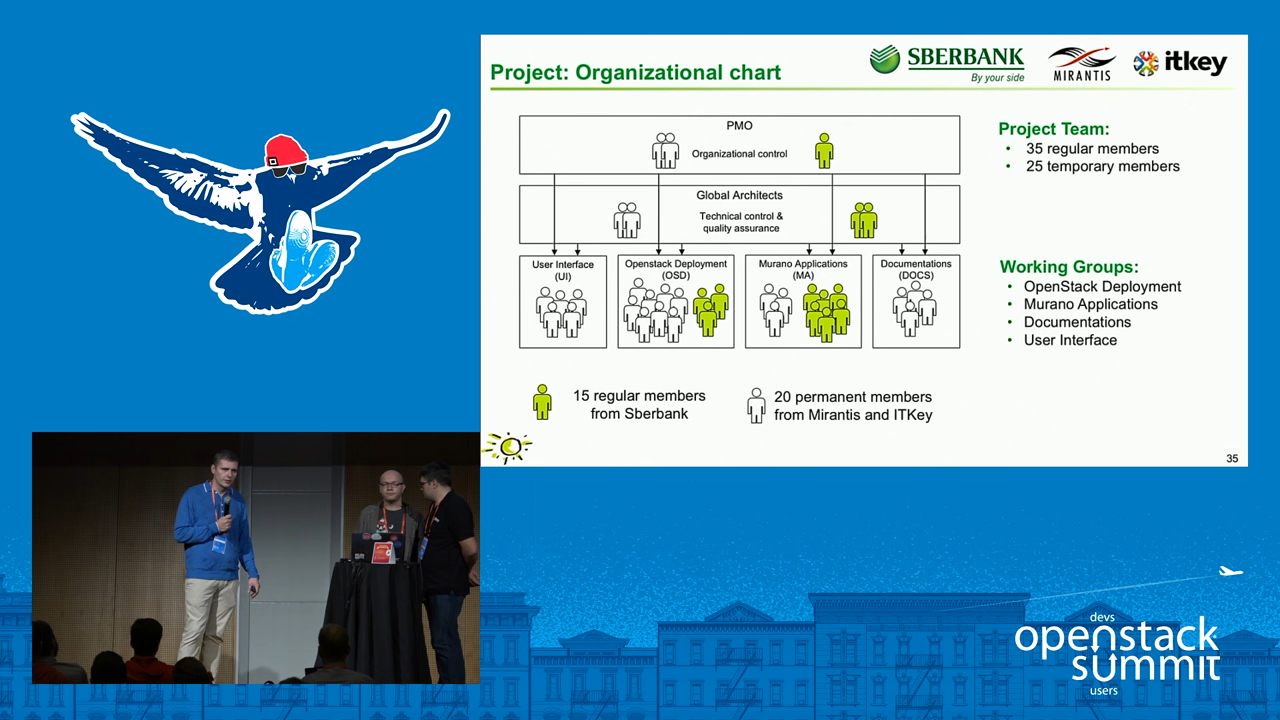 Project: Organizational chart
SBERBANK
By your side
MIRANTIS
itkey
PMO
Organizational control
Global Architects
Technical control &
quality assurance
User Interface
(UI)
Openstack Deployment
(OSD)
Murano Applications
(MA)
Documentations
(DOCS)
15 regular members
from Sberbank
20 permanent members
from Mirantis and ITKey
Project Team:
• 35 regular members
• 25 temporary members
Working Groups:
• OpenStack Deployment
• Murano Applications
• Documentations
• User Interface
35
devs
openstack
summit
users